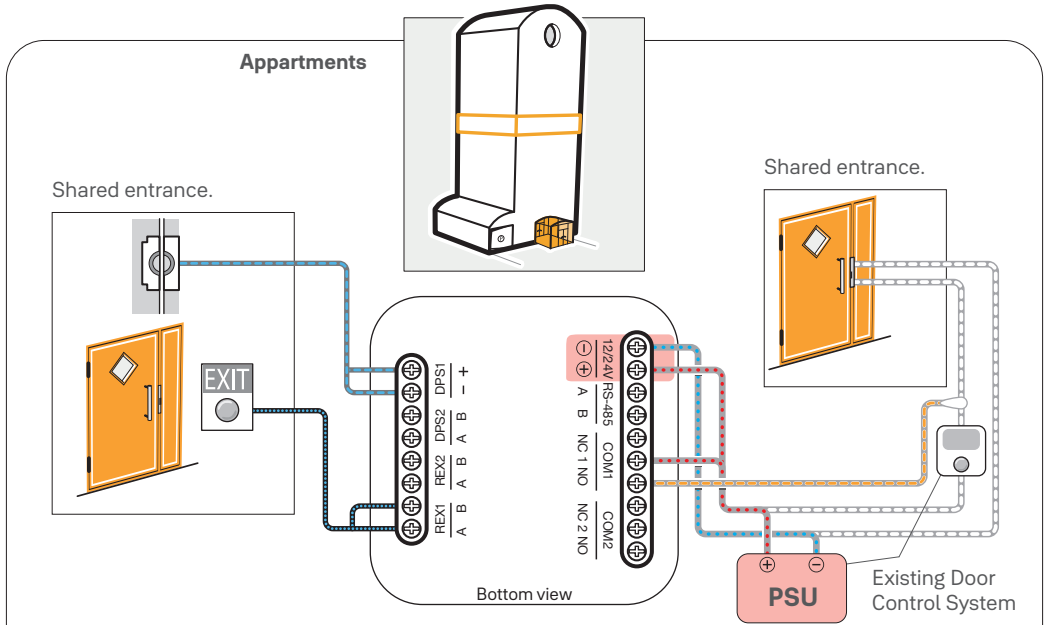 Appartments
Shared entrance.
Shared entrance.
EXIT
DPS1
+
−
DPS2
A B
REX2
A B
REX1
A B
12/24V
− +
RS-485
A B
COM1
NC 1 NO
COM2
NC 2 NO
Bottom view
+ −
PSU
Existing Door
Control System
P